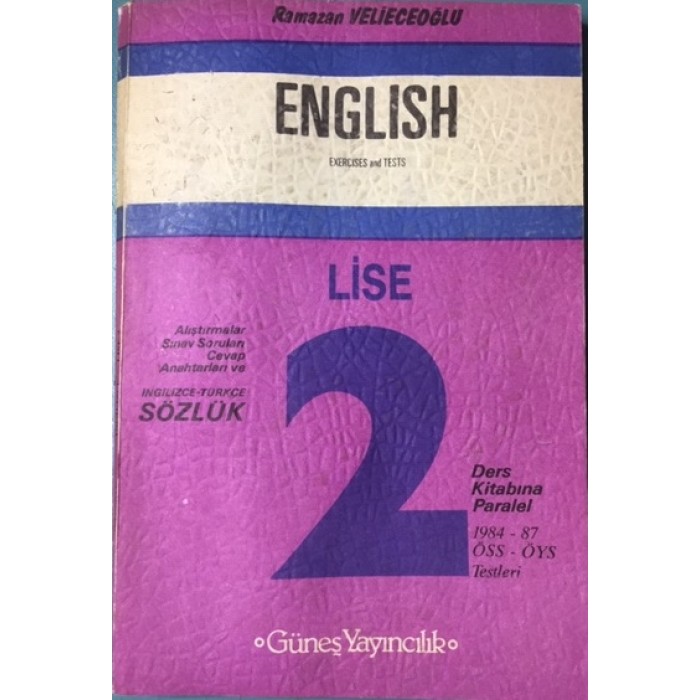 Ramazan VELİECEOĞLU
ENGLISH
EXERCISES and TESTS
LİSE
2
Alıştırmalar
Sınav Soruları
Cevap
Anahtarları ve
İNGİLİZCE-TÜRKÇE
SÖZLÜK
Ders
Kitabına
Paralel
1984 - 87
ÖSS - ÖYS
Testleri
Güneş Yayıncılık